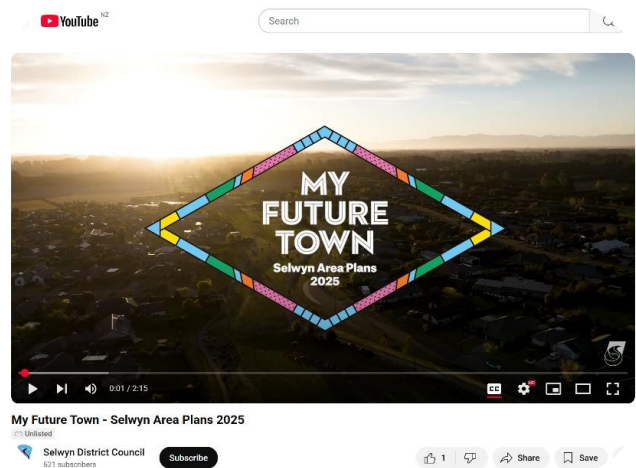 YouTube NZ
Search
MY
FUTURE
TOWN
Selwyn Area Plans
2025
0:01 / 2:15
CC
My Future Town - Selwyn Area Plans 2025
Unlisted
Selwyn District Council
521 subscribers
Subscribe
1
Share
Save